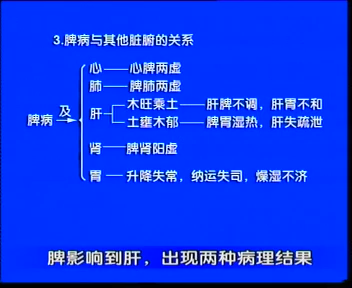 3.脾病与其他脏腑的关系
心——心脾两虚
肺——脾肺两虚
木旺乘土——肝脾不调，肝胃不和
脾病 及 肝
土壅木郁——脾胃湿热，肝失疏泄
肾——脾肾阳虚
胃——升降失常，纳运失司，燥湿不济
脾影响到肝，出现两种病理结果